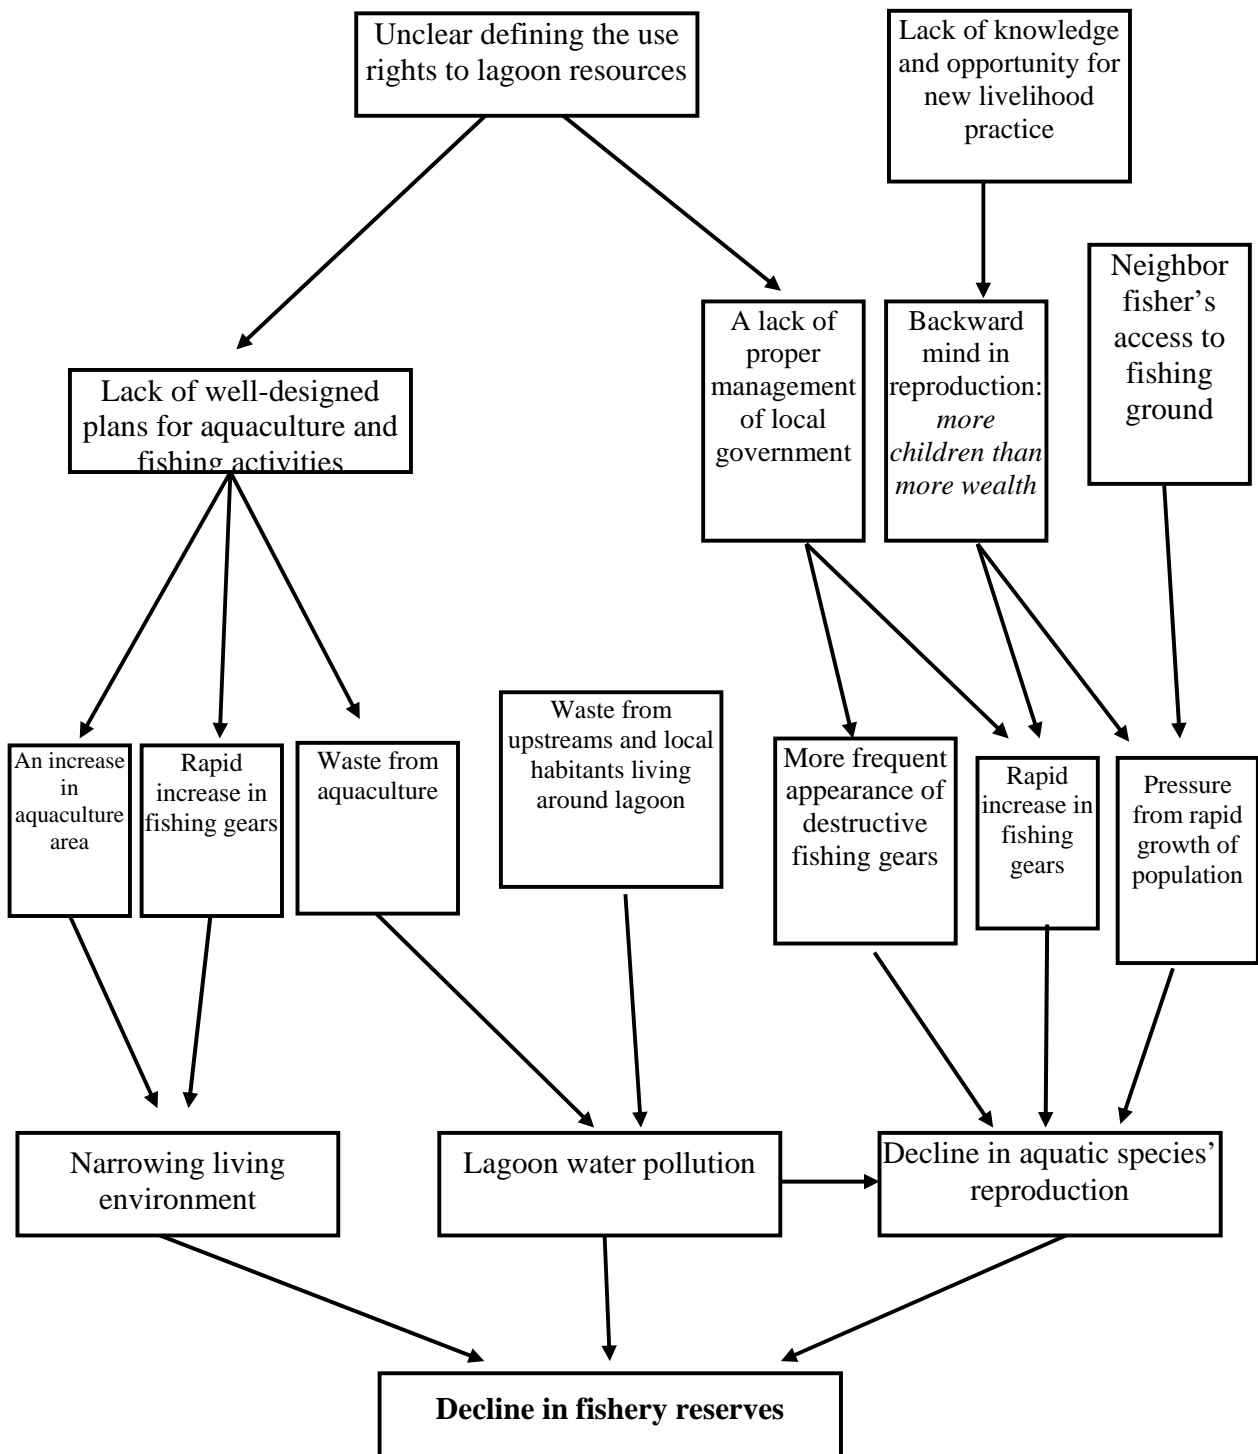 Unclear defining the use
rights to lagoon resources
Lack of knowledge
and opportunity for
new livelihood
practice
Neighbor
fisher’s
access to
fishing
ground
A lack of
proper
management
of local
government
Backward
mind in
reproduction:
more
children than
more wealth
Lack of well-designed
plans for aquaculture and
fishing activities
An increase
in
aquaculture
area
Rapid
increase in
fishing gears
Waste from
aquaculture
Waste from
upstreams and local
habitants living
around lagoon
More frequent
appearance of
destructive
fishing gears
Rapid
increase in
fishing
gears
Pressure
from rapid
growth of
population
Narrowing living
environment
Lagoon water pollution
Decline in aquatic species’
reproduction
Decline in fishery reserves